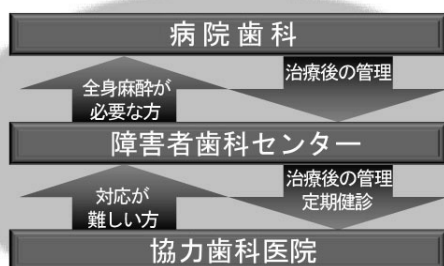 病院歯科
全身麻酔が
必要な方
治療後の管理
障害者歯科センター
対応が
難しい方
治療後の管理
定期健診
協力歯科医院